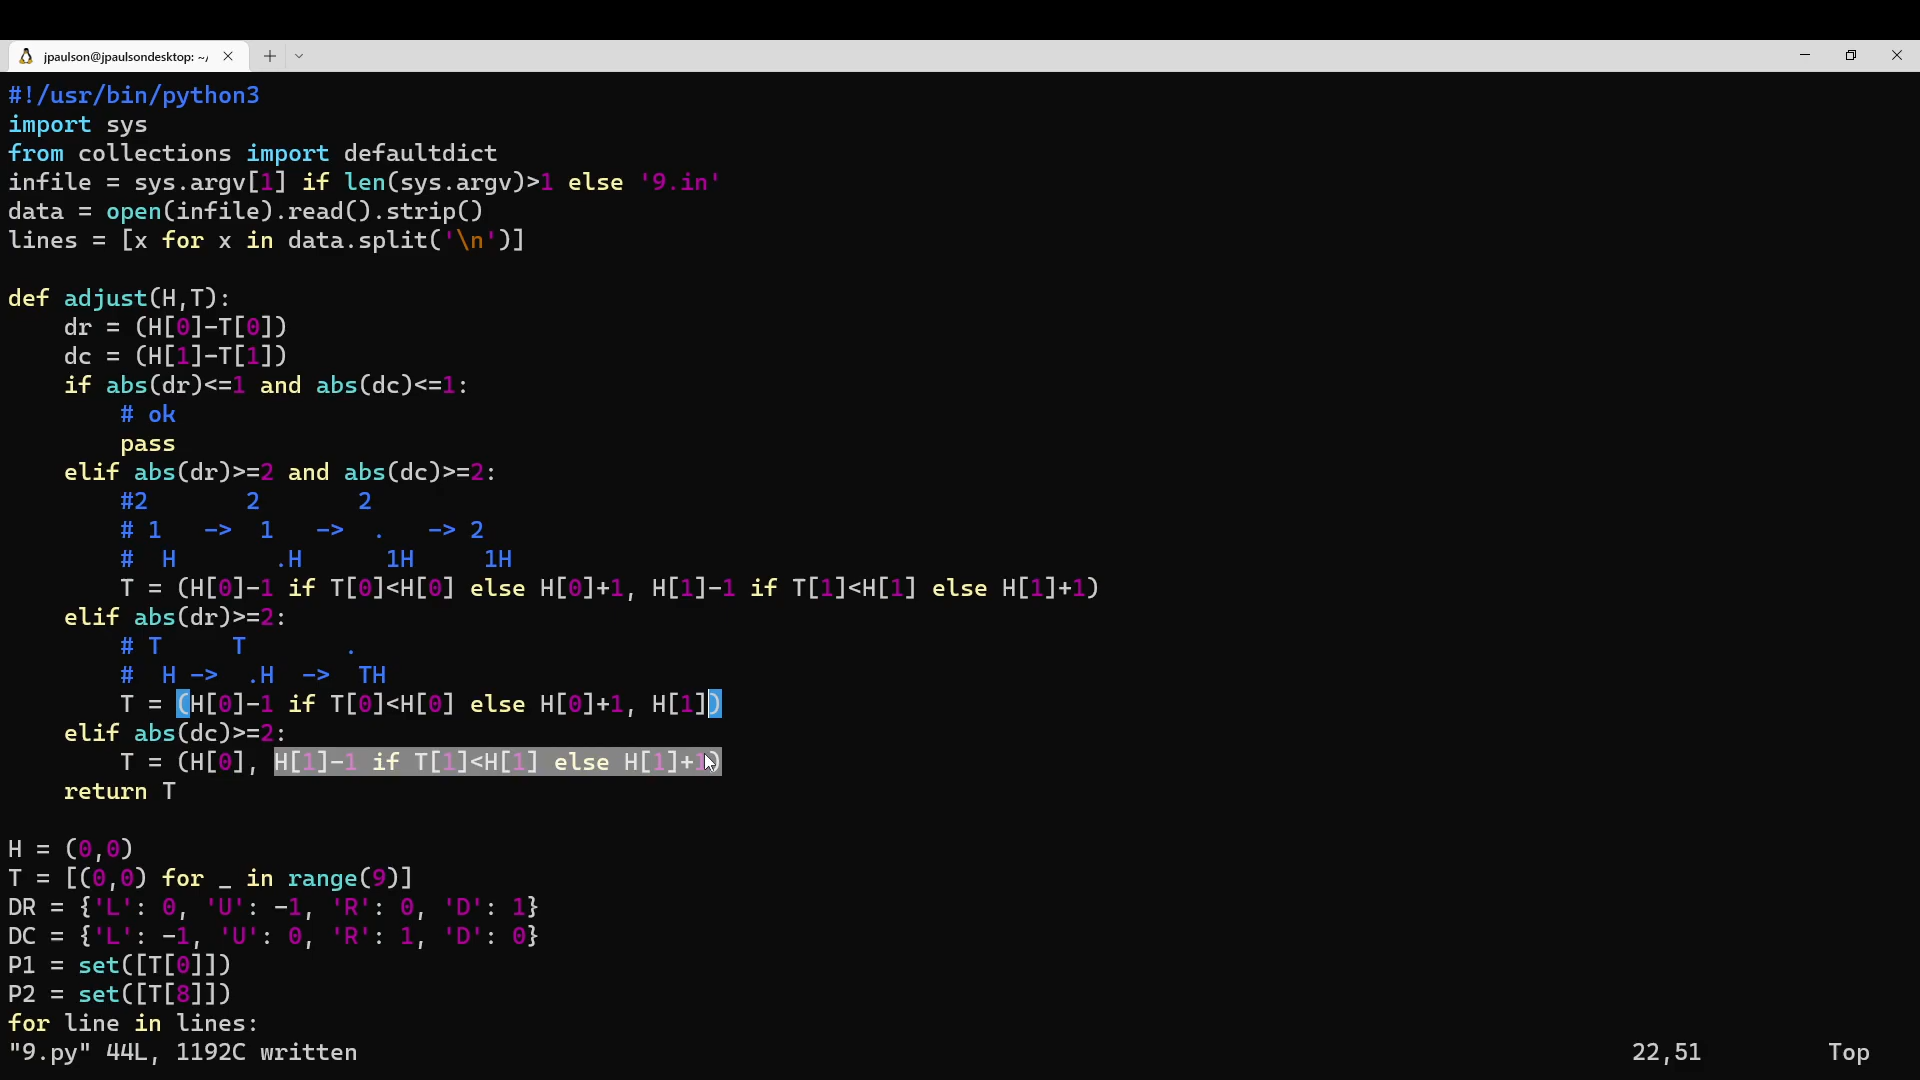 jpaulson@jpaulsondesktop: ~/
#!/usr/bin/python3
import sys
from collections import defaultdict
infile = sys.argv[1] if len(sys.argv)>1 else '9.in'
data = open(infile).read().strip()
lines = [x for x in data.split('\n')]

def adjust(H,T):
    dr = (H[0]-T[0])
    dc = (H[1]-T[1])
    if abs(dr)<=1 and abs(dc)<=1:
        # ok
        pass
    elif abs(dr)>=2 and abs(dc)>=2:
        #2       2       2
        # 1   ->  1   ->  .   -> 2
        #  H       .H      1H     1H
        T = (H[0]-1 if T[0]<H[0] else H[0]+1, H[1]-1 if T[1]<H[1] else H[1]+1)
    elif abs(dr)>=2:
        # T     T       .
        #  H ->  .H  ->  TH
        T = (H[0]-1 if T[0]<H[0] else H[0]+1, H[1])
    elif abs(dc)>=2:
        T = (H[0], H[1]-1 if T[1]<H[1] else H[1]+1)
    return T

H = (0,0)
T = [(0,0) for _ in range(9)]
DR = {'L': 0, 'U': -1, 'R': 0, 'D': 1}
DC = {'L': -1, 'U': 0, 'R': 1, 'D': 0}
P1 = set([T[0]])
P2 = set([T[8]])
for line in lines:
"9.py" 44L, 1192C written 22,51 Top